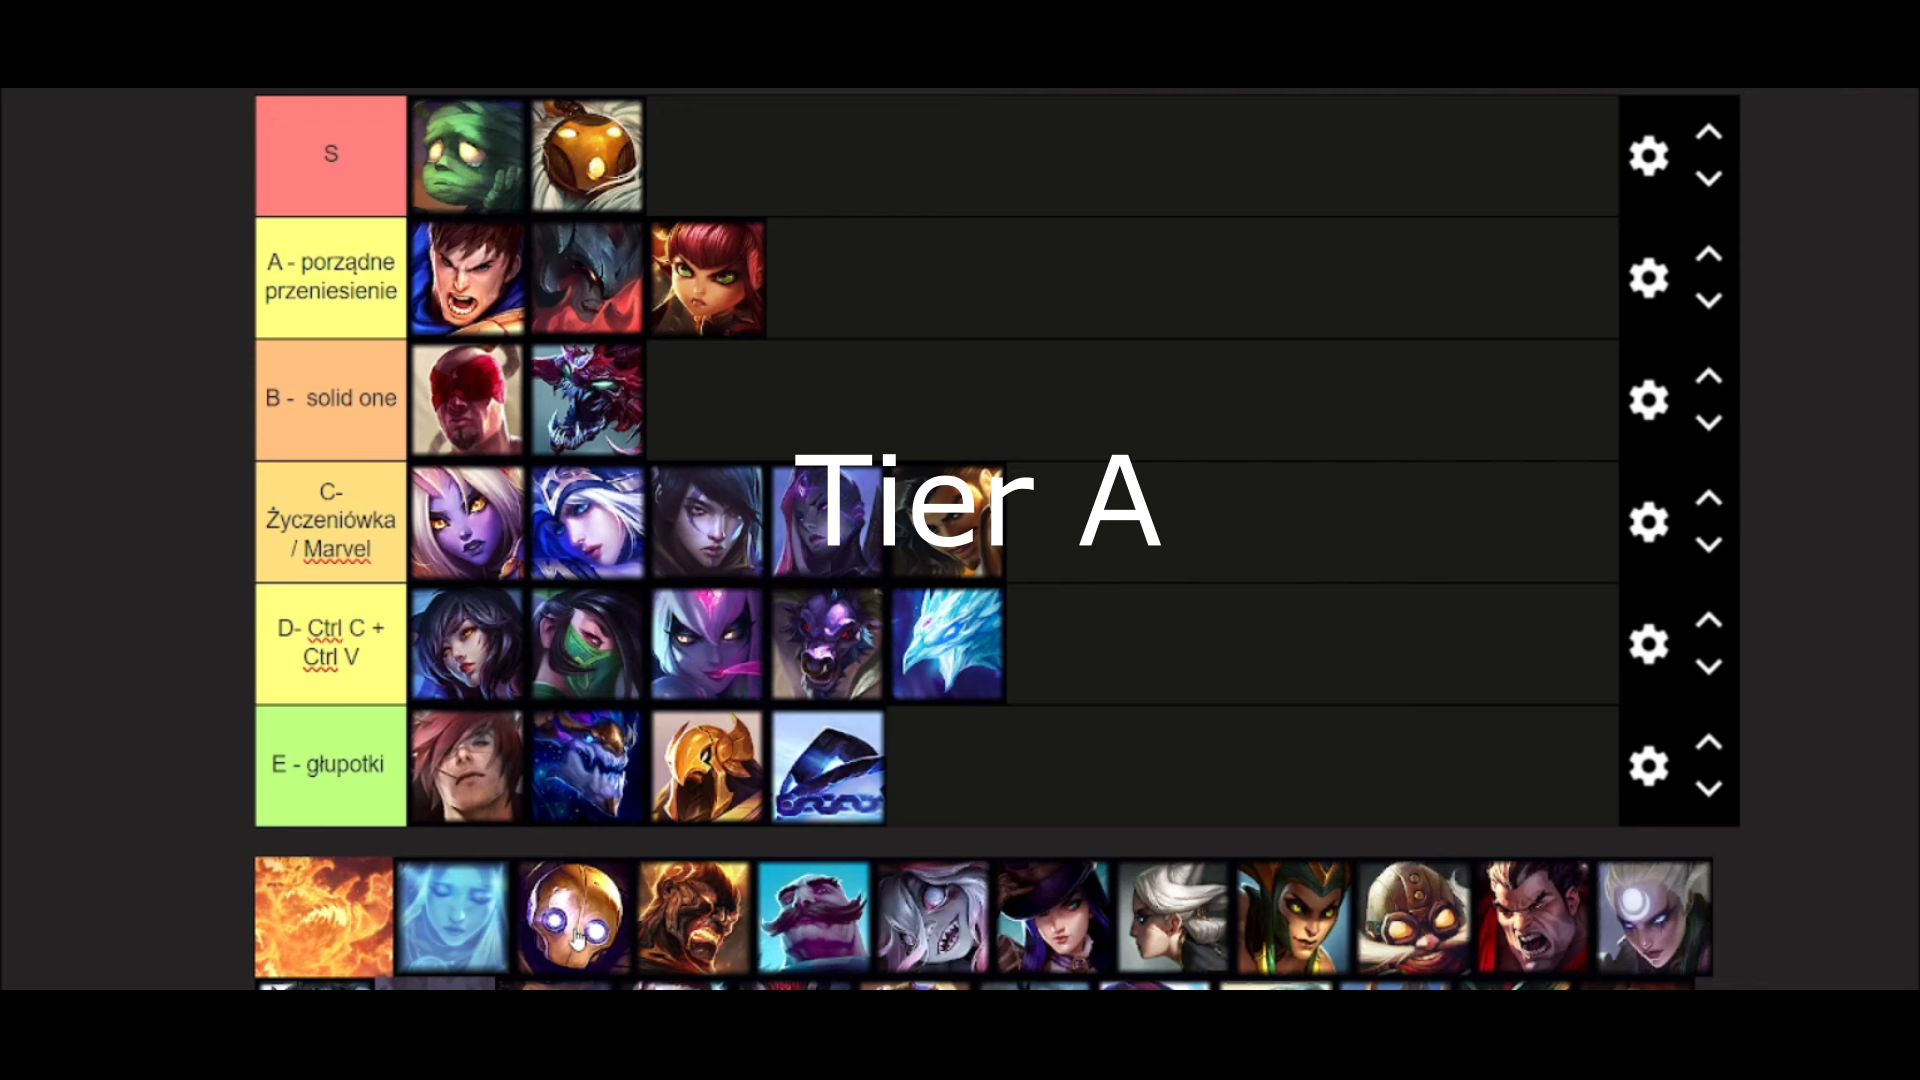 S
A - porządne
przeniesienie
B -  solid one
Tier A
C-
Życzeniówka
/ Marvel
D- Ctrl C +
Ctrl V
E - głupotki